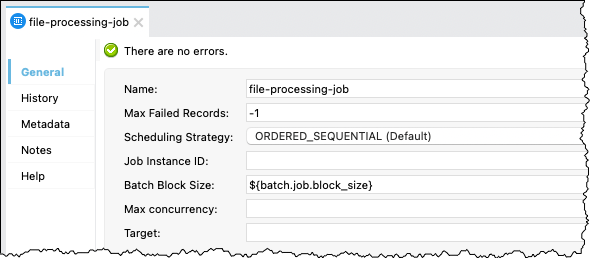 file-processing-job
There are no errors.
General
History
Metadata
Notes
Help
Name: file-processing-job
Max Failed Records: -1
Scheduling Strategy: ORDERED_SEQUENTIAL (Default)
Job Instance ID:
Batch Block Size: ${batch.job.block_size}
Max concurrency:
Target: